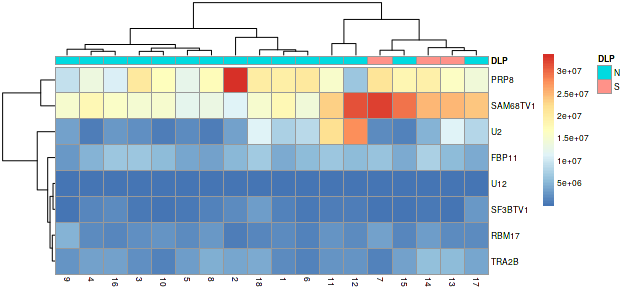 DLP
PRP8
SAM68TV1
U2
FBP11
U12
SF3BTV1
RBM17
TRA2B
9 4 16 3 10 5 8 2 18 1 6 11 12 7 15 14 13 17
3e+07
2.5e+07
2e+07
1.5e+07
1e+07
5e+06
DLP
N
S